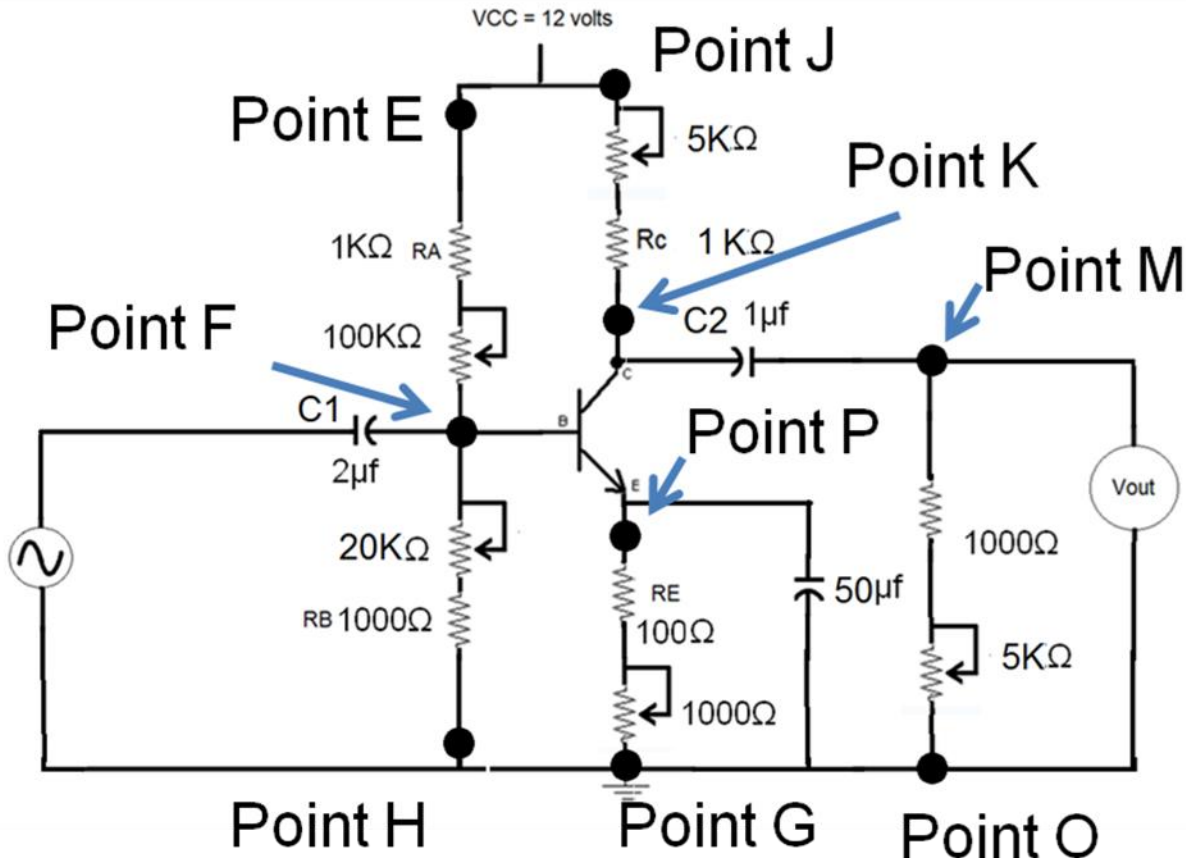 VCC = 12 volts
Point J
Point E
5KΩ
Point K
1KΩ RA
Rc 1 KΩ
Point M
Point F
100KΩ
C2 1µf
C
C1
B
Point P
2µf
E
Vout
20KΩ
1000Ω
RE
50µf
RB 1000Ω
100Ω
5KΩ
1000Ω
Point H
Point G
Point O